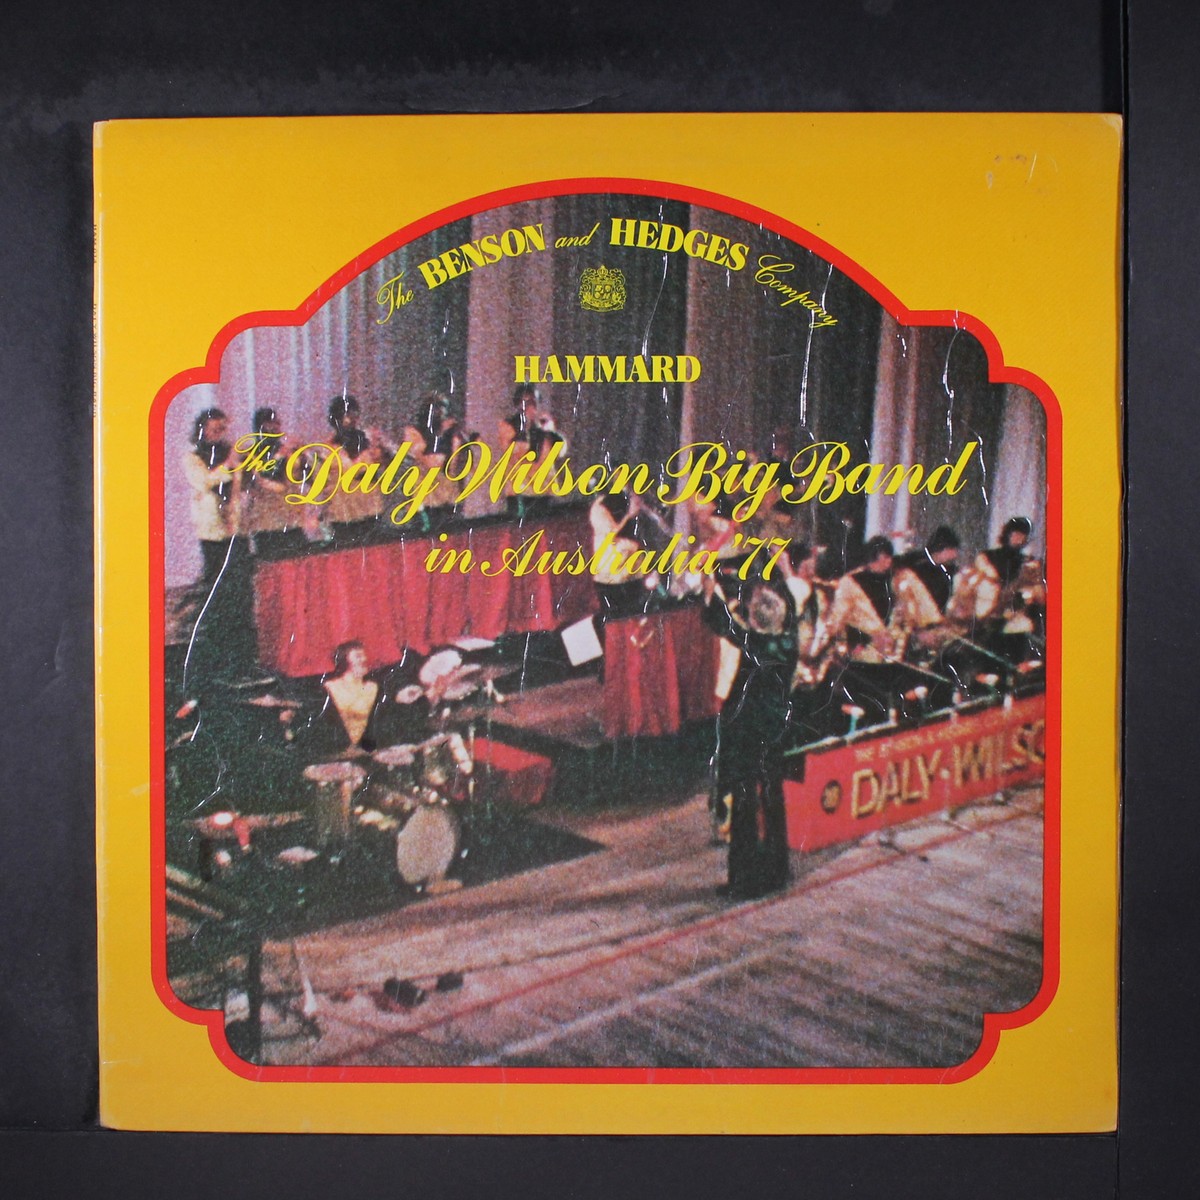 The BENSON and HEDGES Company
HAMMARD
The Daly Wilson Big Band
in Australia '77
DALY-WILSO